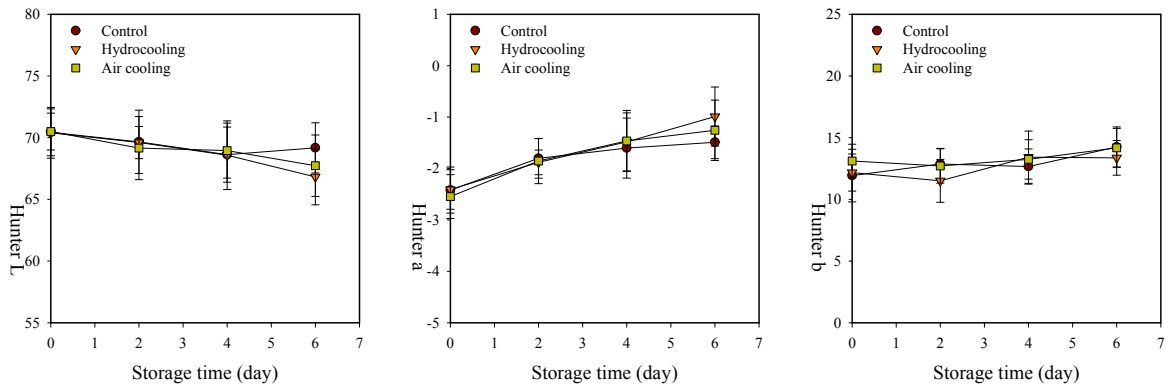 80
75
70
65
60
55
Hunter L
Control
Hydrocooling
Air cooling
0 1 2 3 4 5 6 7
Storage time (day)
-1
0
-1
-2
-3
-4
-5
Hunter a
Control
Hydrocooling
Air cooling
0 1 2 3 4 5 6 7
Storage time (day)
25
20
15
10
5
0
Hunter b
Control
Hydrocooling
Air cooling
0 1 2 3 4 5 6 7
Storage time (day)